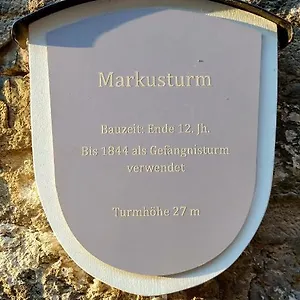 Markusturm
Bauzeit: Ende 12. Jh.
Bis 1844 als Gefängnisturm
verwendet
Turmhöhe 27 m